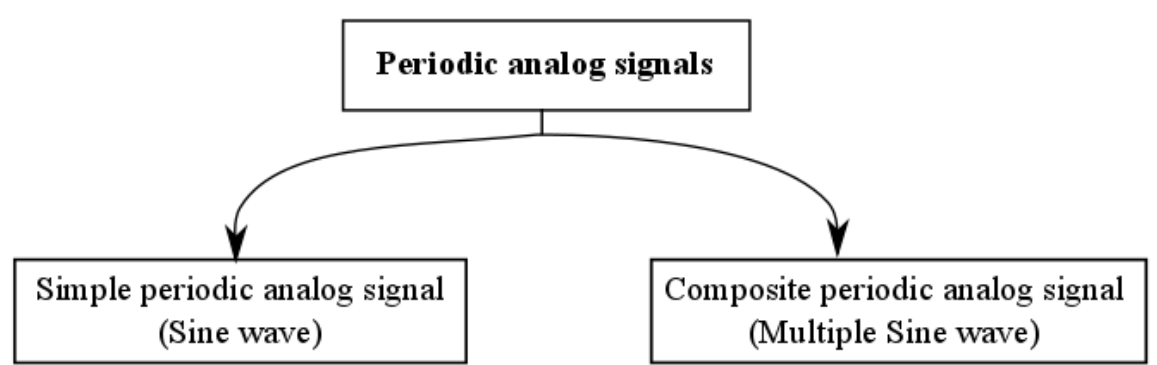 Periodic analog signals
Simple periodic analog signal
(Sine wave)
Composite periodic analog signal
(Multiple Sine wave)